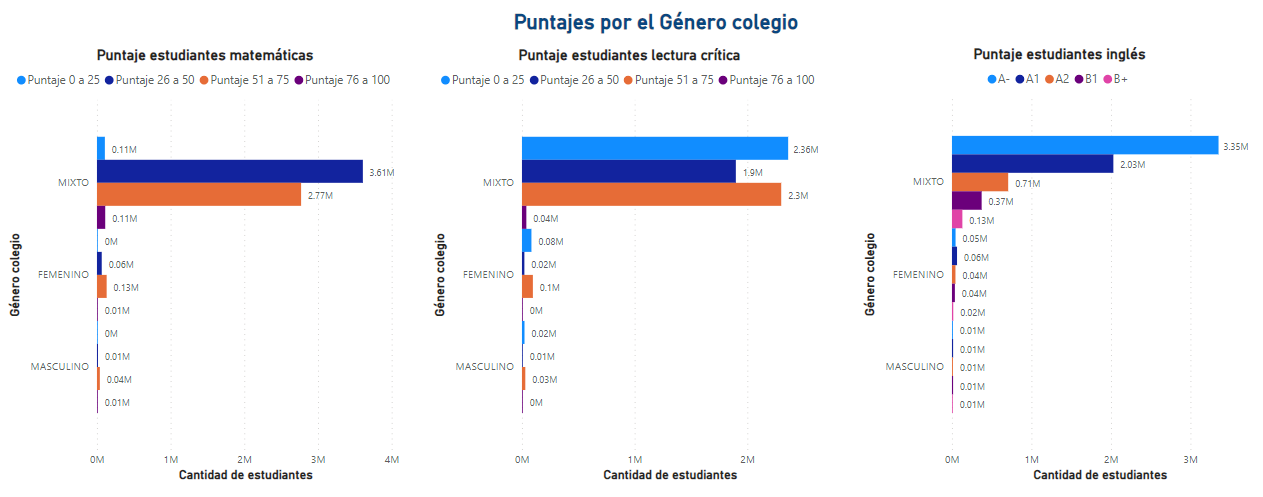 Puntajes por el Género colegio
Puntaje estudiantes matemáticas
Puntaje 0 a 25 Puntaje 26 a 50 Puntaje 51 a 75 Puntaje 76 a 100
Género colegio
MIXTO
FEMENINO
MASCULINO
0.11M
3.61M
2.77M
0.11M
0M
0.06M
0.13M
0.01M
0M
0.01M
0.04M
0.01M
0M 1M 2M 3M 4M
Cantidad de estudiantes
Puntaje estudiantes lectura crítica
Puntaje 0 a 25 Puntaje 26 a 50 Puntaje 51 a 75 Puntaje 76 a 100
Género colegio
MIXTO
FEMENINO
MASCULINO
2.36M
1.9M
2.3M
0.04M
0.08M
0.02M
0.1M
0M
0.02M
0.01M
0.03M
0M
0M 1M 2M
Cantidad de estudiantes
Puntaje estudiantes inglés
A- A1 A2 B1 B+
Género colegio
MIXTO
FEMENINO
MASCULINO
3.35M
2.03M
0.71M
0.37M
0.13M
0.05M
0.06M
0.04M
0.04M
0.02M
0.01M
0.01M
0.01M
0.01M
0.01M
0M 1M 2M 3M
Cantidad de estudiantes